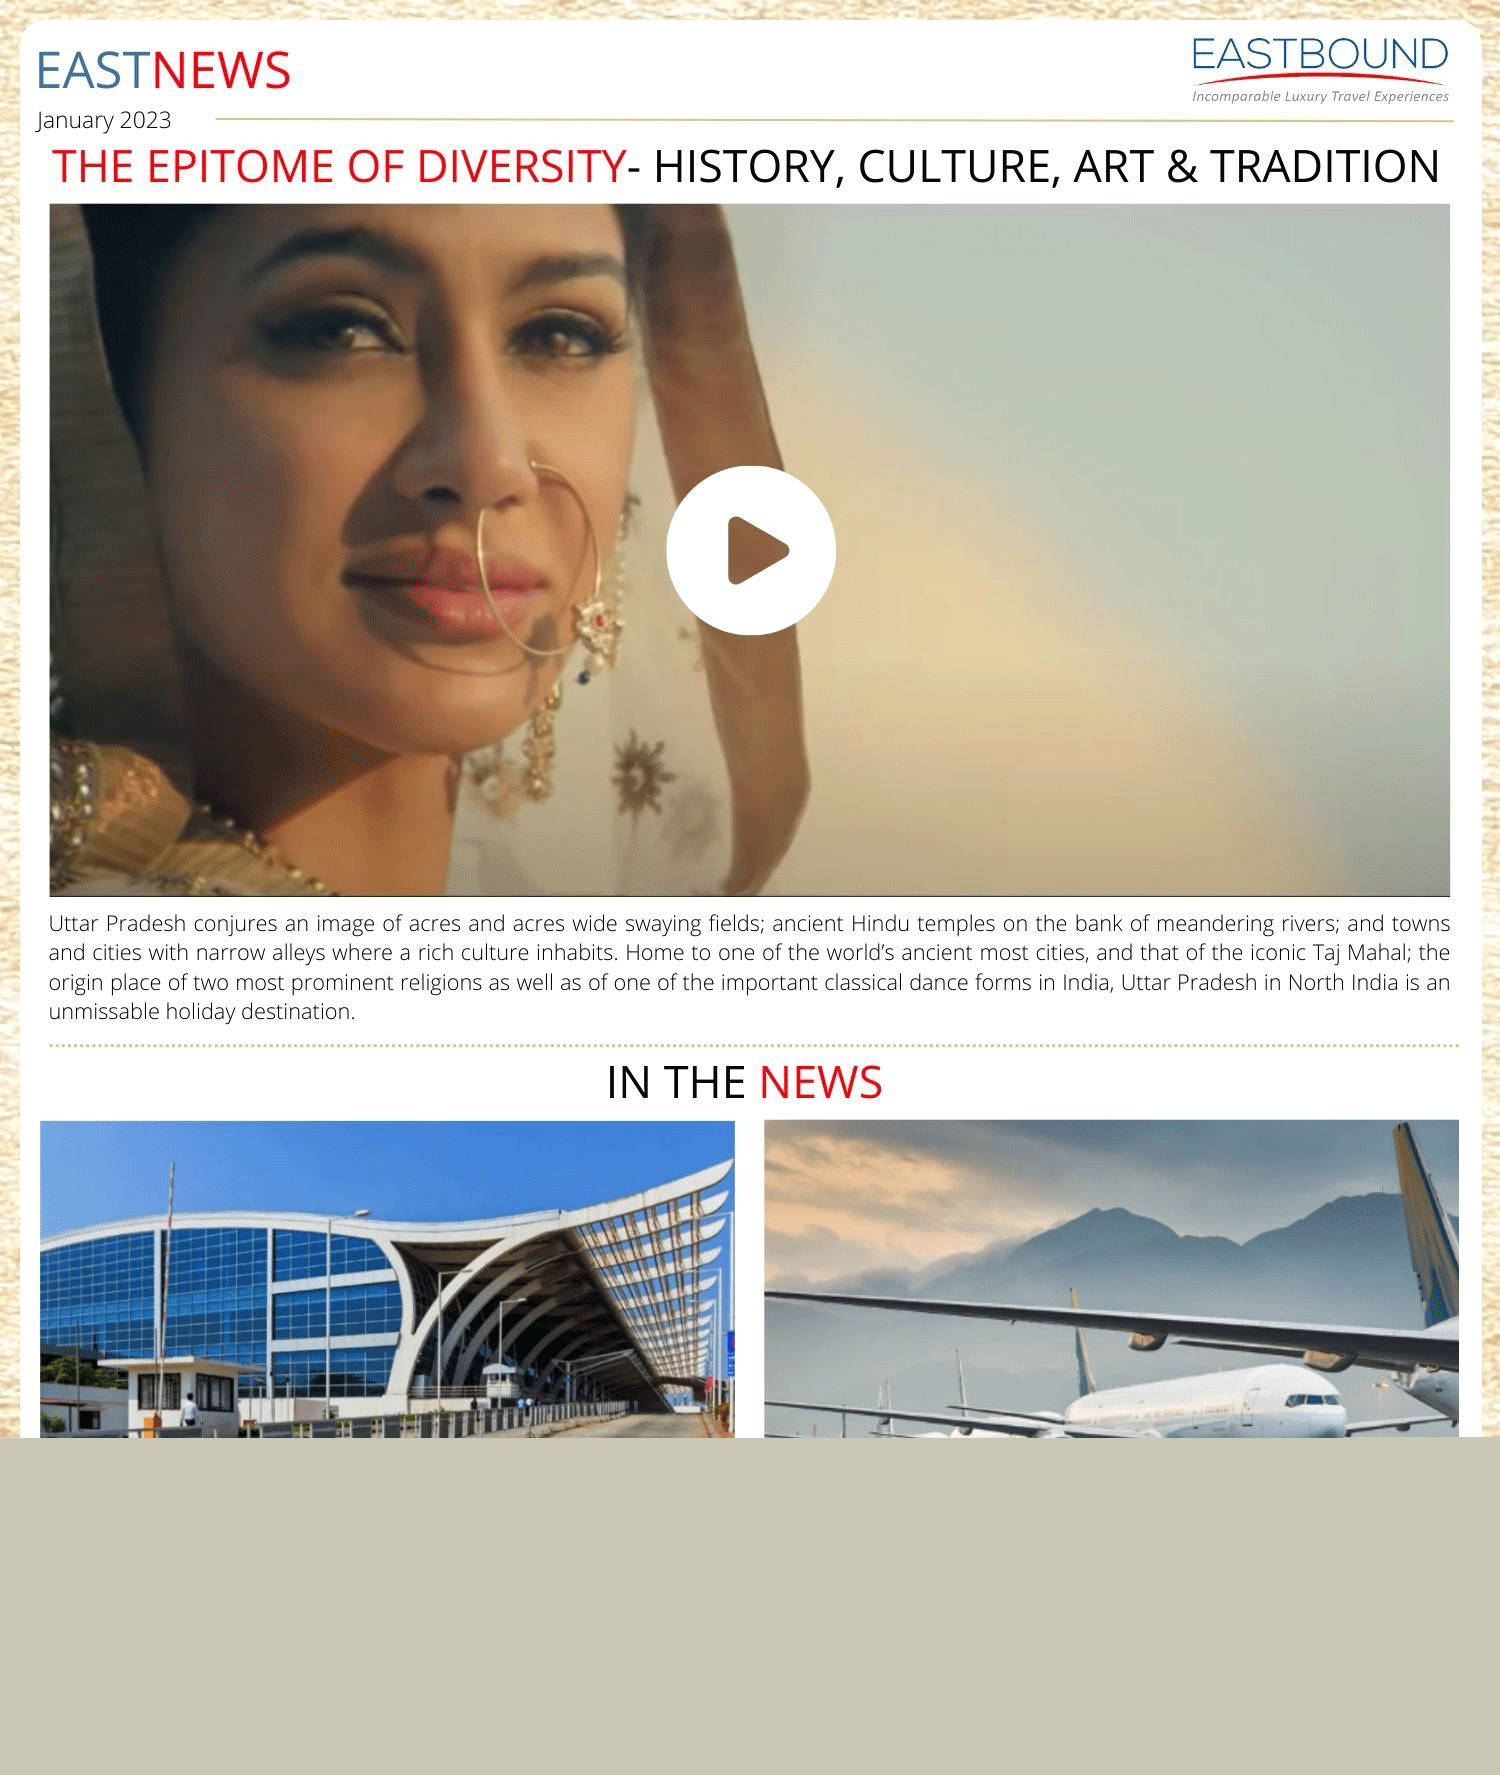 EASTNEWS
EASTBOUND
Incomparable Luxury Travel Experiences
January 2023
THE EPITOME OF DIVERSITY- HISTORY, CULTURE, ART & TRADITION
Uttar Pradesh conjures an image of acres and acres wide swaying fields; ancient Hindu temples on the bank of meandering rivers; and towns
and cities with narrow alleys where a rich culture inhabits. Home to one of the world’s ancient most cities, and that of the iconic Taj Mahal; the
origin place of two most prominent religions as well as of one of the important classical dance forms in India, Uttar Pradesh in North India is an
unmissable holiday destination.
IN THE NEWS